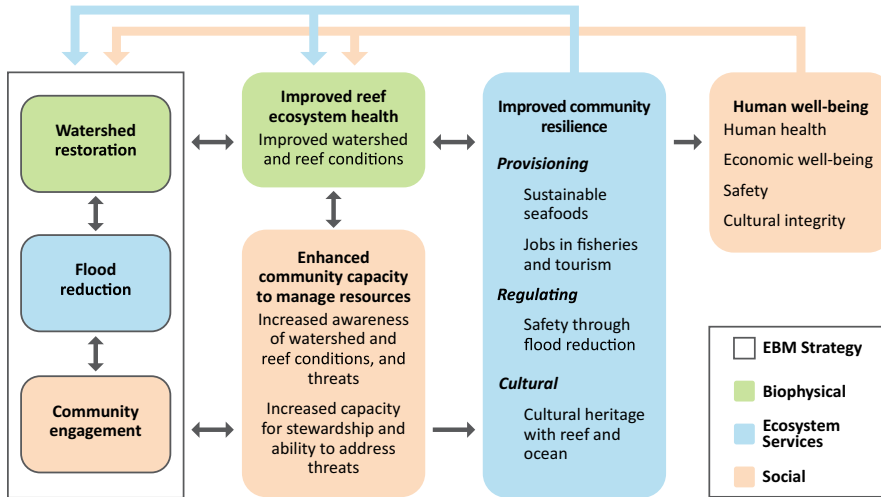 Watershed
restoration
Flood
reduction
Community
engagement
Improved reef
ecosystem health
Improved watershed
and reef conditions
Enhanced
community capacity
to manage resources
Increased awareness
of watershed and
reef conditions, and
threats
Increased capacity
for stewardship and
ability to address
threats
Improved community
resilience
Provisioning
Sustainable
seafoods
Jobs in fisheries
and tourism
Regulating
Safety through
flood reduction
Cultural
Cultural heritage
with reef and
ocean
Human well-being
Human health
Economic well-being
Safety
Cultural integrity
EBM Strategy
Biophysical
Ecosystem
Services
Social